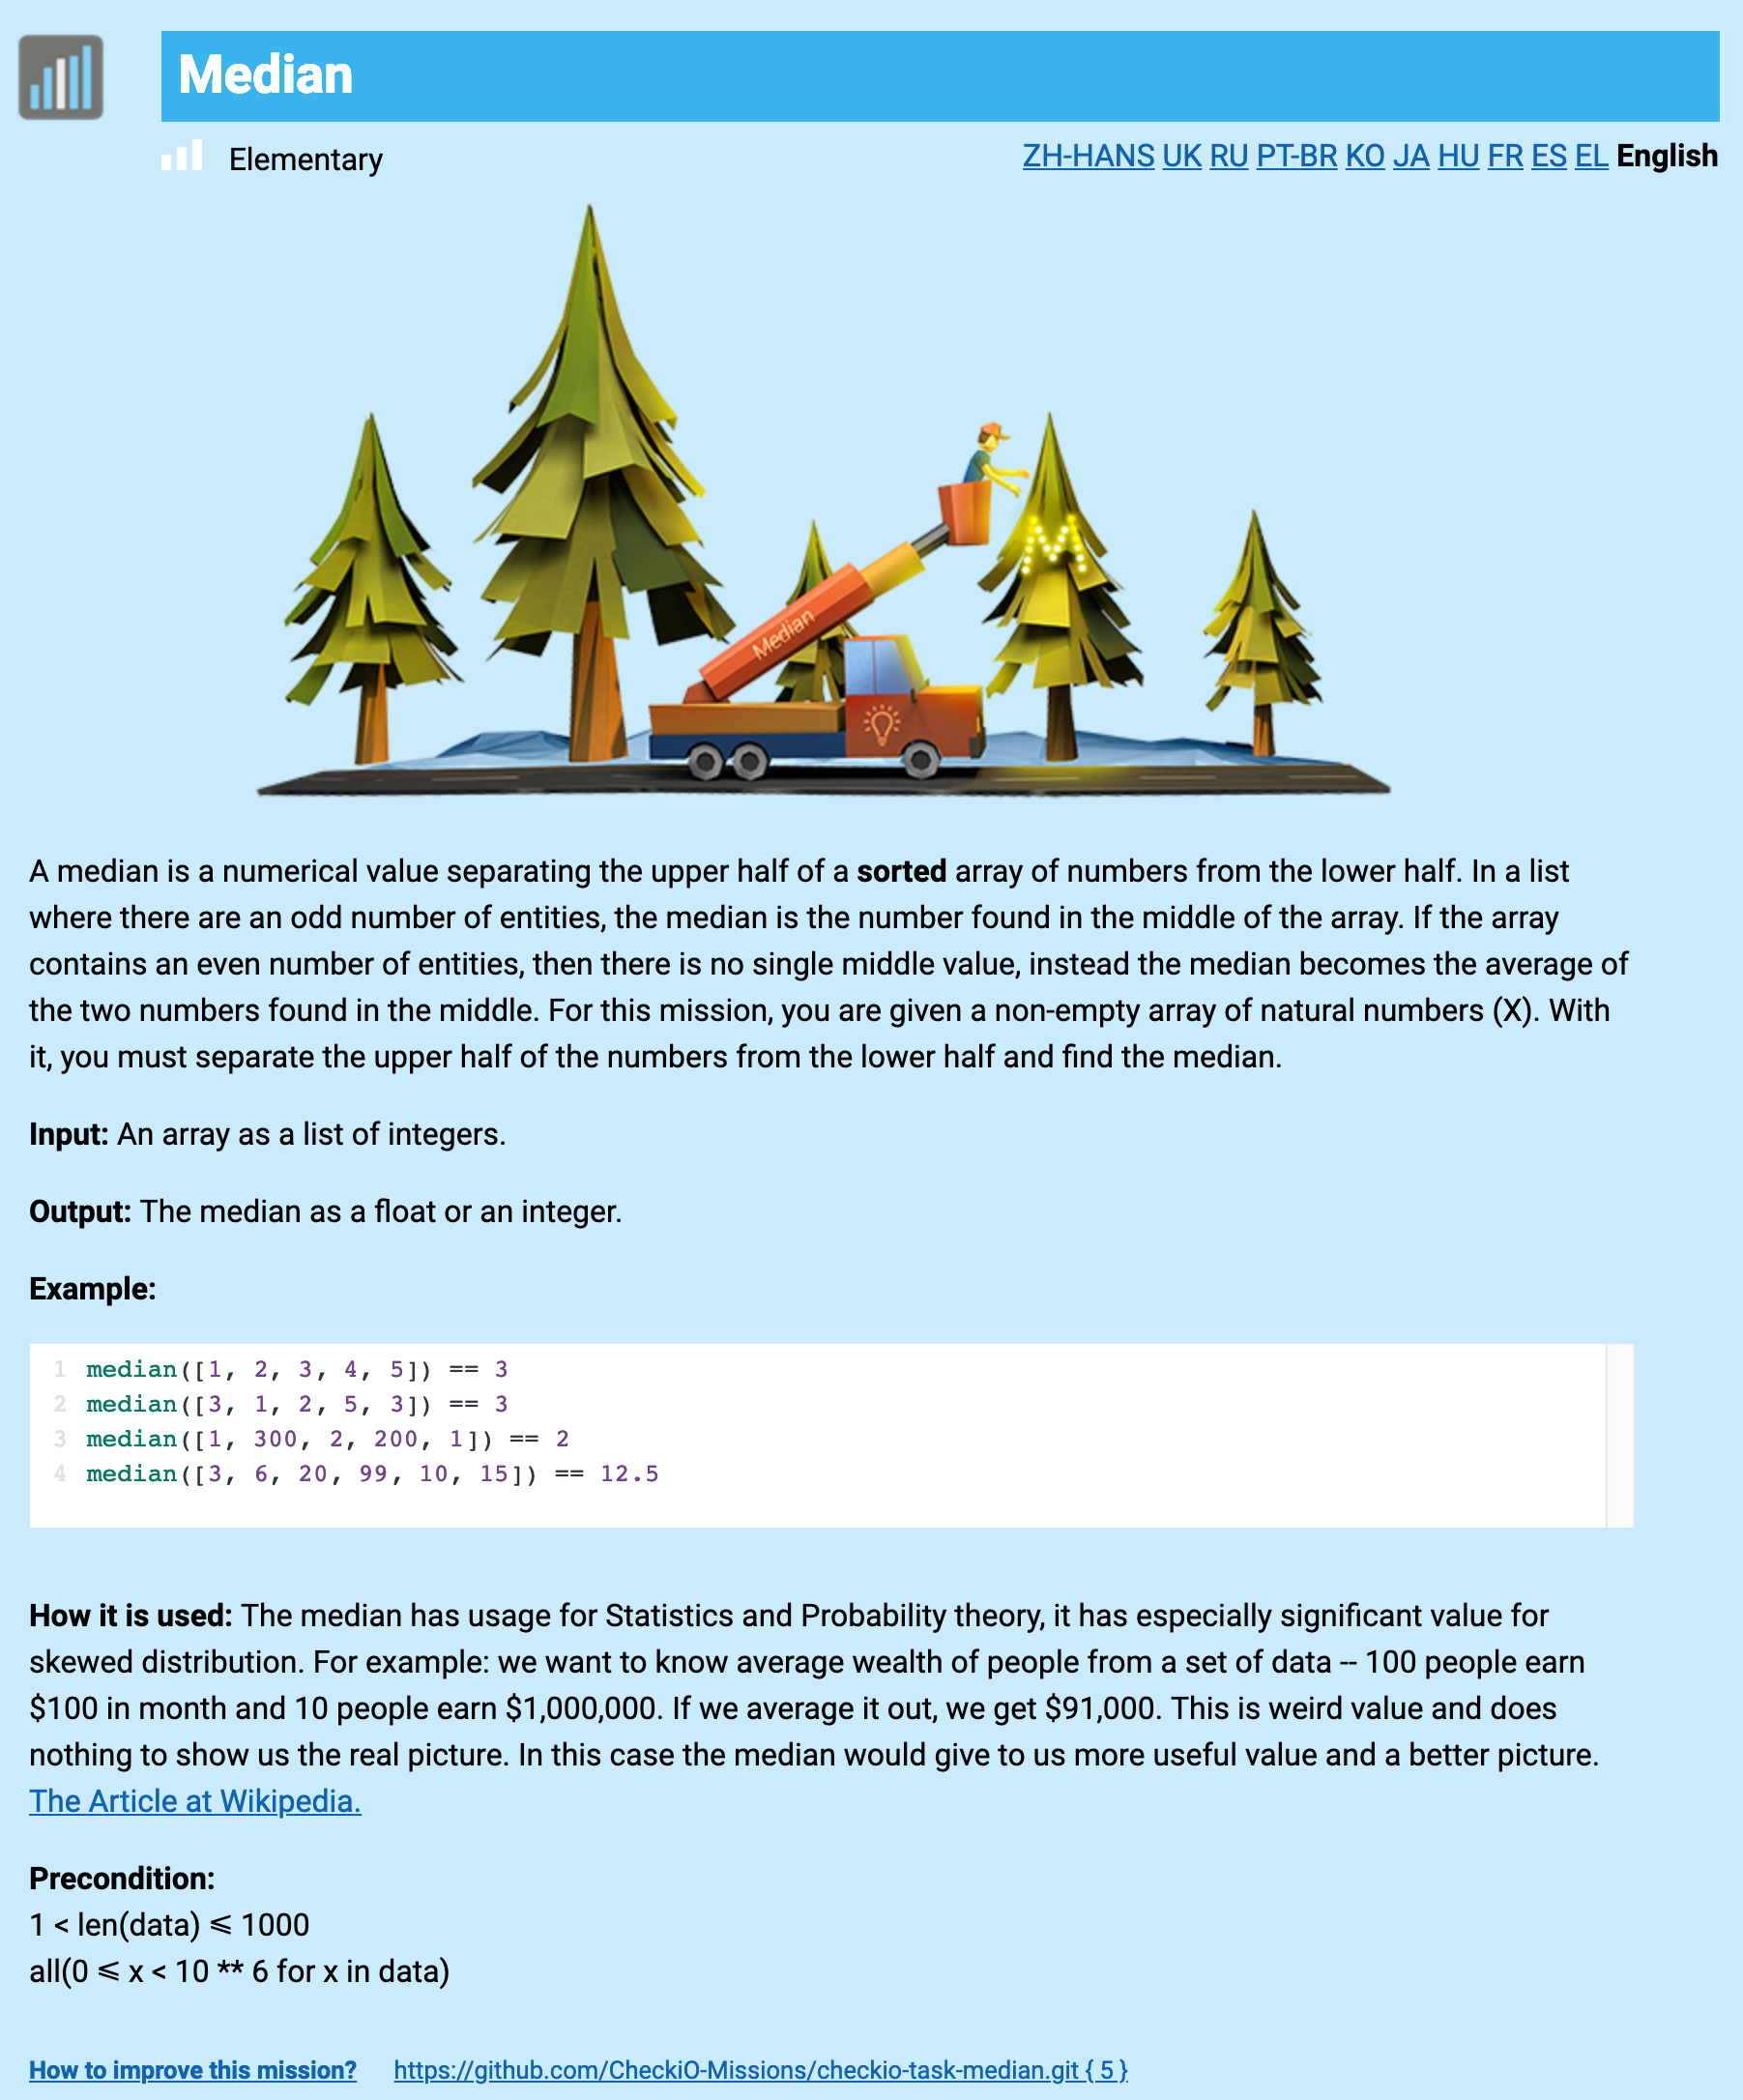 Median
Elementary
ZH-HANS UK RU PT-BR KO JA HU FR ES EL English
Median
A median is a numerical value separating the upper half of a sorted array of numbers from the lower half. In a list
where there are an odd number of entities, the median is the number found in the middle of the array. If the array
contains an even number of entities, then there is no single middle value, instead the median becomes the average of
the two numbers found in the middle. For this mission, you are given a non-empty array of natural numbers (X). With
it, you must separate the upper half of the numbers from the lower half and find the median.
Input: An array as a list of integers.
Output: The median as a float or an integer.
Example:
1 median([1, 2, 3, 4, 5]) == 3
2 median([3, 1, 2, 5, 3]) == 3
3 median([1, 300, 2, 200, 1]) == 2
4 median([3, 6, 20, 99, 10, 15]) == 12.5
How it is used: The median has usage for Statistics and Probability theory, it has especially significant value for
skewed distribution. For example: we want to know average wealth of people from a set of data -- 100 people earn
$100 in month and 10 people earn $1,000,000. If we average it out, we get $91,000. This is weird value and does
nothing to show us the real picture. In this case the median would give to us more useful value and a better picture.
The Article at Wikipedia.
Precondition:
1 < len(data) ⩽ 1000
all(0 ⩽ x < 10 ** 6 for x in data)
How to improve this mission? https://github.com/CheckiO-Missions/checkio-task-median.git { 5 }